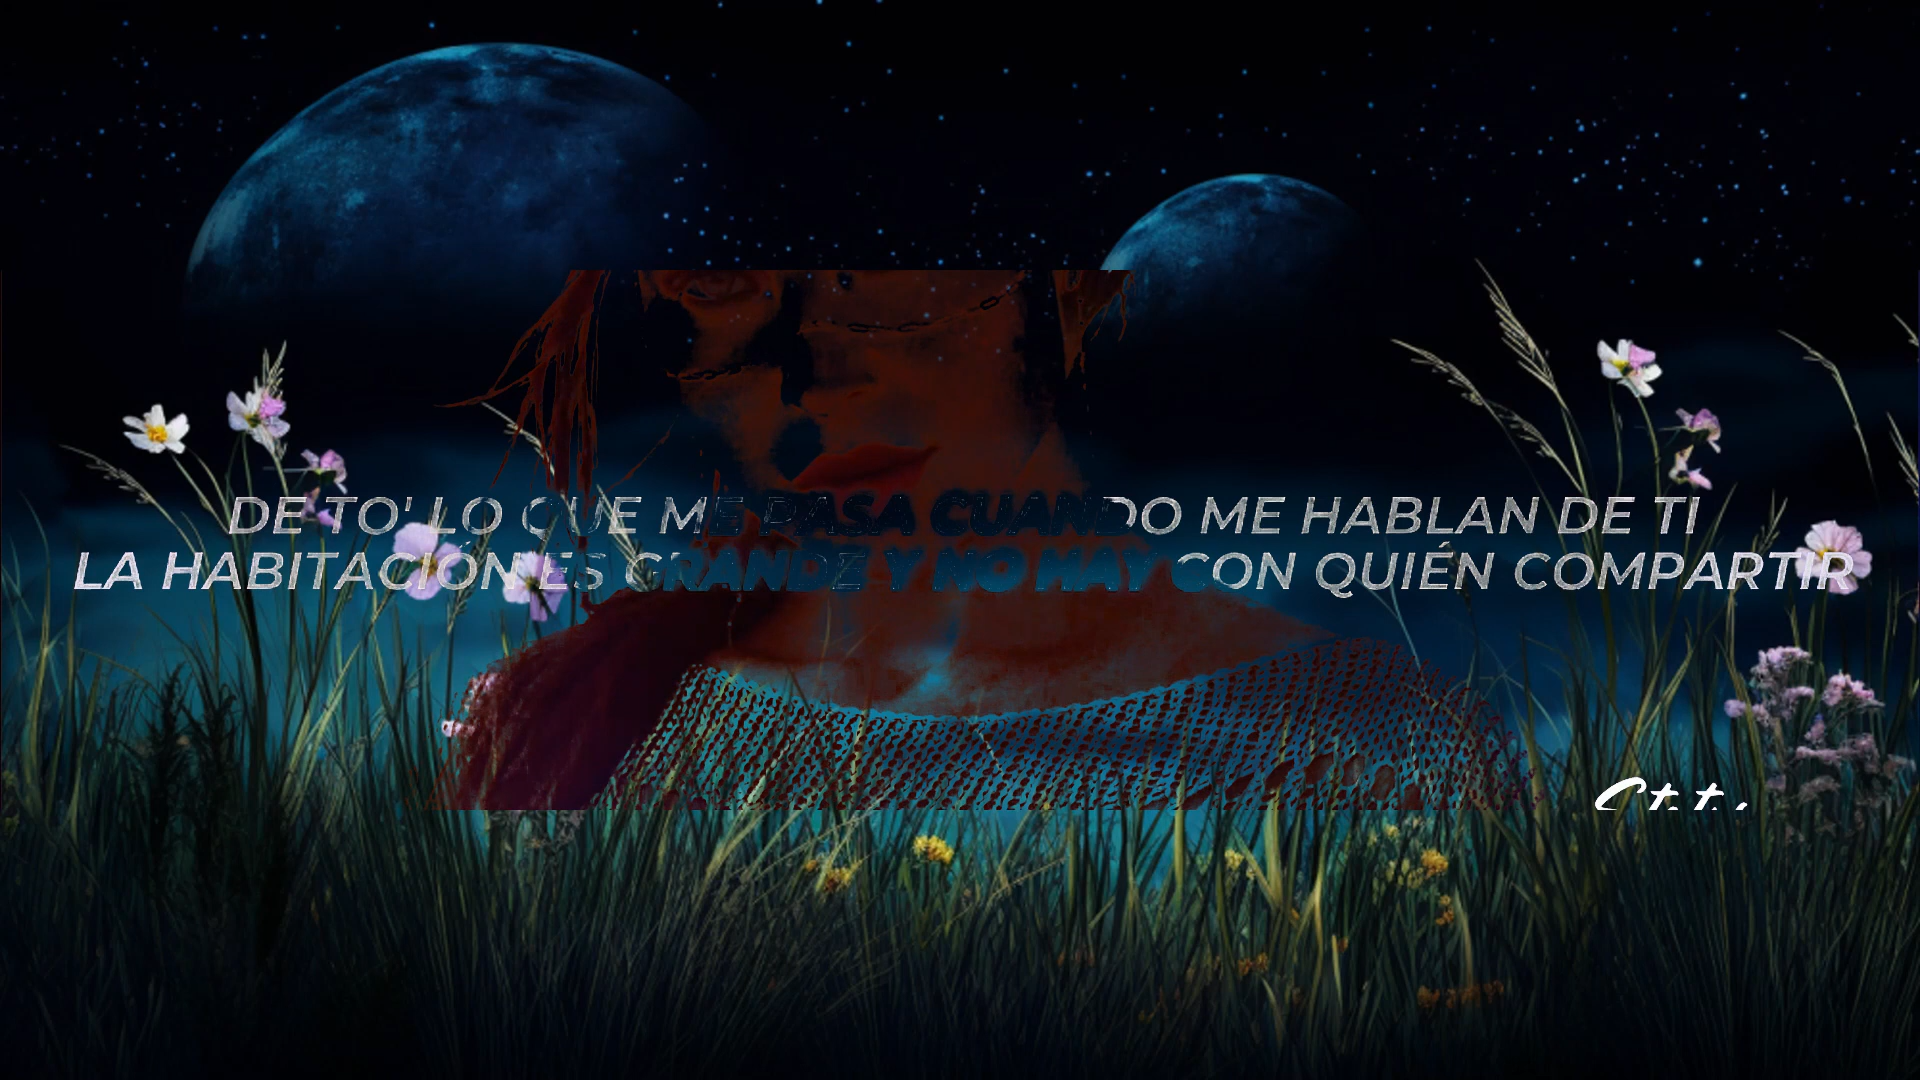 DE TO' LO QUE ME PASA CUANDO ME HABLAN DE TI
LA HABITACIÓN ES GRANDE Y NO HAY CON QUIÉN COMPARTIR